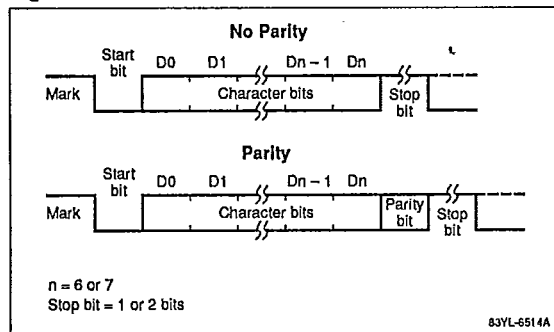 No Parity
Start bit
D0 D1 Dn – 1 Dn
Mark
Character bits
Stop bit
Parity
Start bit
D0 D1 Dn – 1 Dn
Mark
Character bits
Parity bit
Stop bit
n = 6 or 7
Stop bit = 1 or 2 bits
83YL-6514A